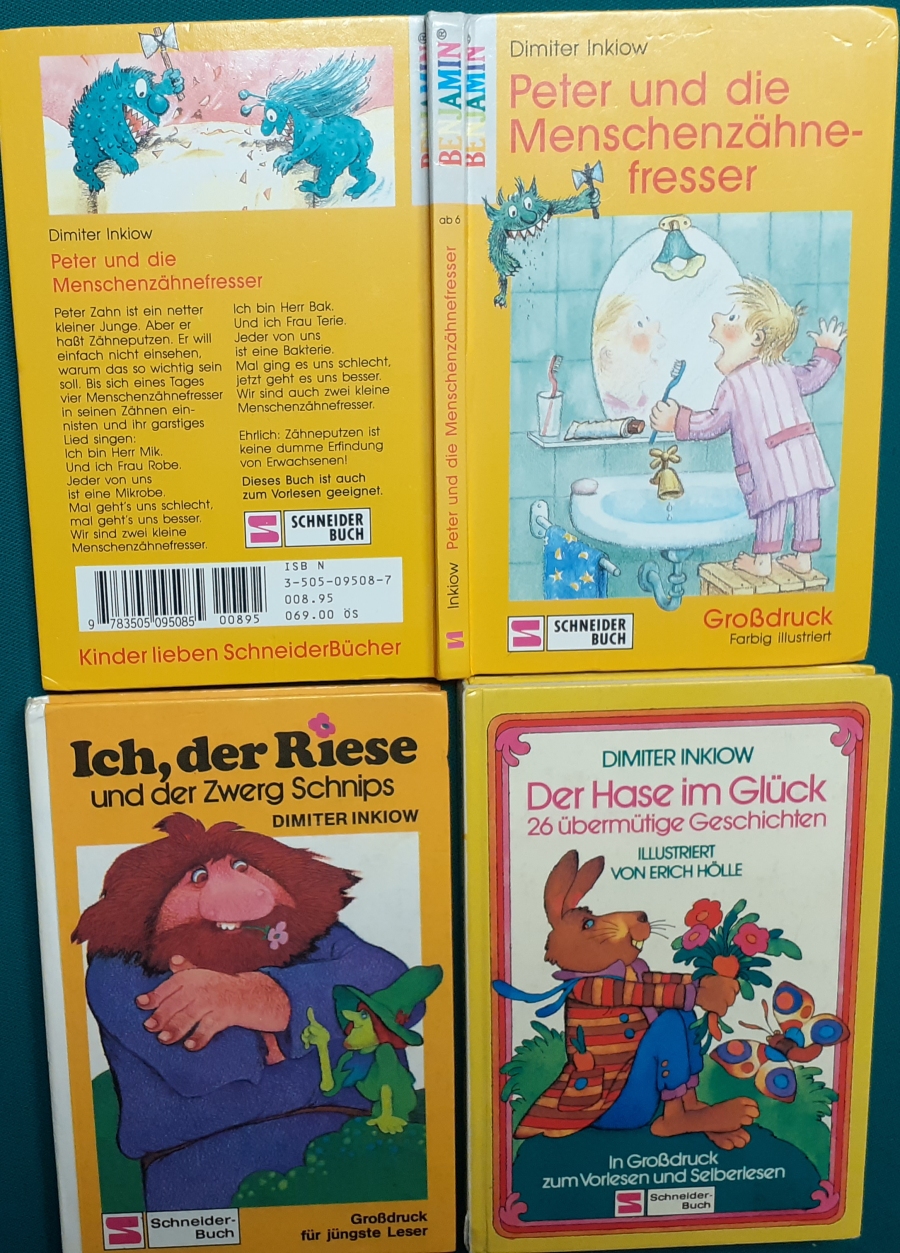 Dimiter Inkiow
Peter und die
Menschenzähnefresser
Peter Zahn ist ein netter
kleiner Junge. Aber er
haßt Zähneputzen. Er will
einfach nicht einsehen,
warum das so wichtig sein
soll. Bis sich eines Tages
vier Menschenzähnefresser
in seinen Zähnen ein-
nisten und ihr garstiges
Lied singen:
Ich bin Herr Mik.
Und ich Frau Robe.
Jeder von uns
ist eine Mikrobe.
Mal geht's uns schlecht,
mal geht's uns besser.
Wir sind zwei kleine
Menschenzähnefresser.
Ich bin Herr Bak.
Und ich Frau Terie.
Jeder von uns
ist eine Bakterie.
Mal ging es uns schlecht,
jetzt geht es uns besser.
Wir sind auch zwei kleine
Menschenzähnefresser.
Ehrlich: Zähneputzen ist
keine dumme Erfindung
von Erwachsenen!
Dieses Buch ist auch
zum Vorlesen geeignet.
SCHNEIDER
BUCH
ISBN
3-505-09508-7
008.95
069.00 ÖS
9 783505 095085 00895
Kinder lieben SchneiderBücher
BENJAMIN®
BENJAMIN®
BENJAMIN
ab 6
Inkiow Peter und die Menschenzähnefresser
Dimiter Inkiow
Peter und die
Menschenzähne-
fresser
SCHNEIDER
BUCH
Großdruck
Farbig illustriert
Ich, der Riese
und der Zwerg Schnips
DIMITER INKIOW
Schneider-
Buch
Großdruck
für jüngste Leser
DIMITER INKIOW
Der Hase im Glück
26 übermütige Geschichten
ILLUSTRIERT
VON ERICH HÖLLE
In Großdruck
zum Vorlesen und Selberlesen
Schneider-
Buch